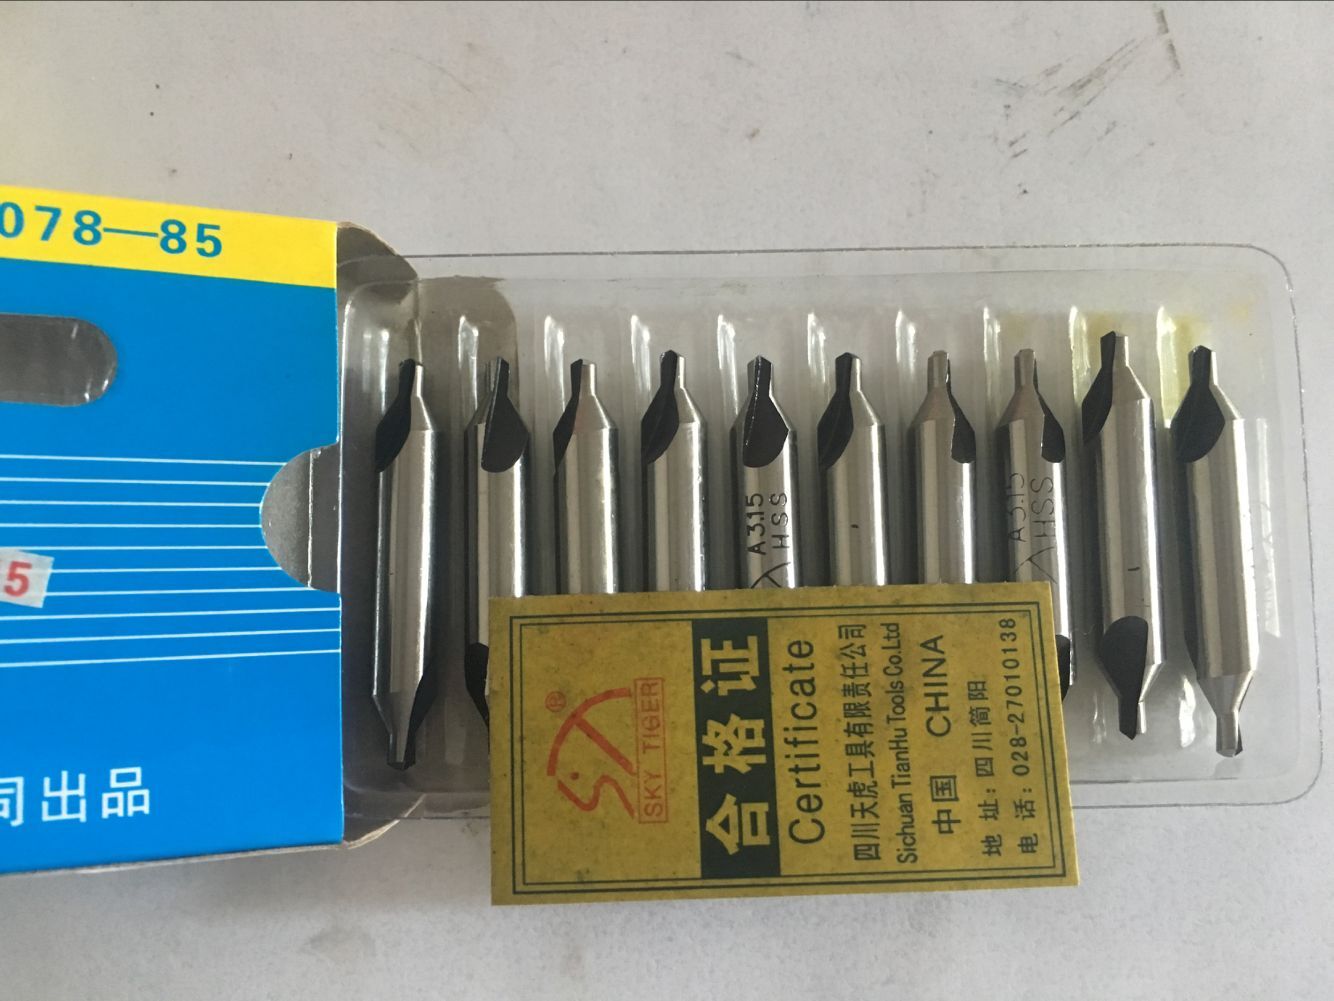 078—85
5
司出品
A3.15
HSS
A3.15
HSS
SKY TIGER
®
合格证
Certificate
四川天虎工具有限责任公司
Sichuan TianHu Tools Co.Ltd
中国 CHINA
地 址：四川简阳
电 话：028-27010138